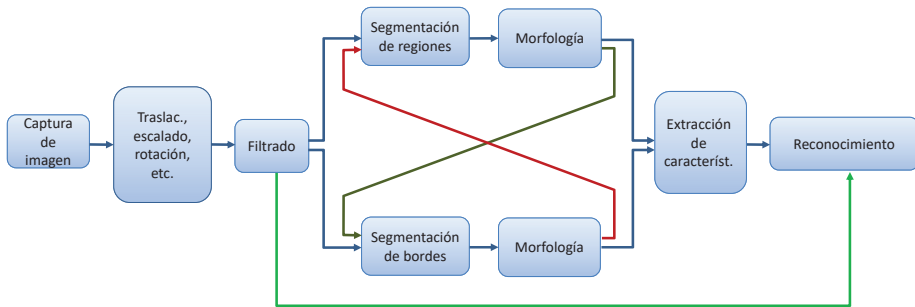 Captura
de
imagen
Traslac.,
escalado,
rotación,
etc.
Filtrado
Segmentación
de regiones
Morfología
Segmentación
de bordes
Morfología
Extracción
de
característ.
Reconocimiento